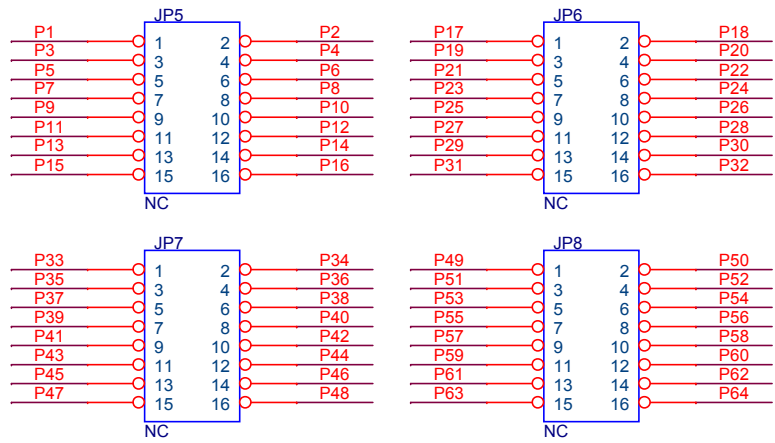 JP5 JP6
P1 1 2 P2 P17 1 2 P18
P3 3 4 P4 P19 3 4 P20
P5 5 6 P6 P21 5 6 P22
P7 7 8 P8 P23 7 8 P24
P9 9 10 P10 P25 9 10 P26
P11 11 12 P12 P27 11 12 P28
P13 13 14 P14 P29 13 14 P30
P15 15 16 P16 P31 15 16 P32
NC NC
JP7 JP8
P33 1 2 P34 P49 1 2 P50
P35 3 4 P36 P51 3 4 P52
P37 5 6 P38 P53 5 6 P54
P39 7 8 P40 P55 7 8 P56
P41 9 10 P42 P57 9 10 P58
P43 11 12 P44 P59 11 12 P60
P45 13 14 P46 P61 13 14 P62
P47 15 16 P48 P63 15 16 P64
NC NC